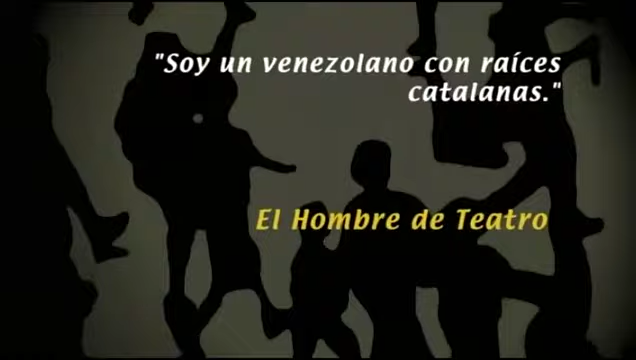 "Soy un venezolano con raíces
catalanas."
El Hombre de Teatro